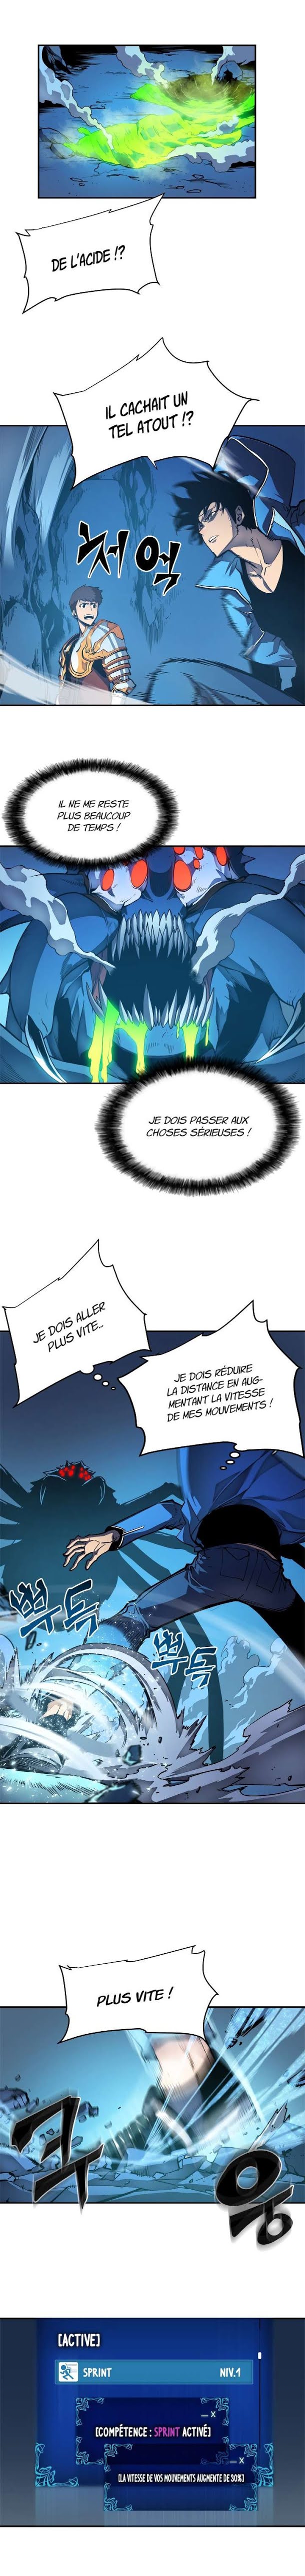 DE L'ACIDE !?
IL CACHAIT UN
TEL ATOUT !?
저억
IL NE ME RESTE
PLUS BEAUCOUP
DE TEMPS !
JE DOIS PASSER AUX
CHOSES SÉRIEUSES !
JE DOIS ALLER
PLUS VITE..
JE DOIS RÉDUIRE
LA DISTANCE EN AUG-
MENTANT LA VITESSE
DE MES MOUVEMENTS !
뿌득
뿌득
PLUS VITE !
쿠웅
[ACTIVE]
SPRINT NIV.1
_ X
[COMPÉTENCE : SPRINT ACTIVÉ]
_ X
[LA VITESSE DE VOS MOUVEMENTS AUGMENTE DE 30%]